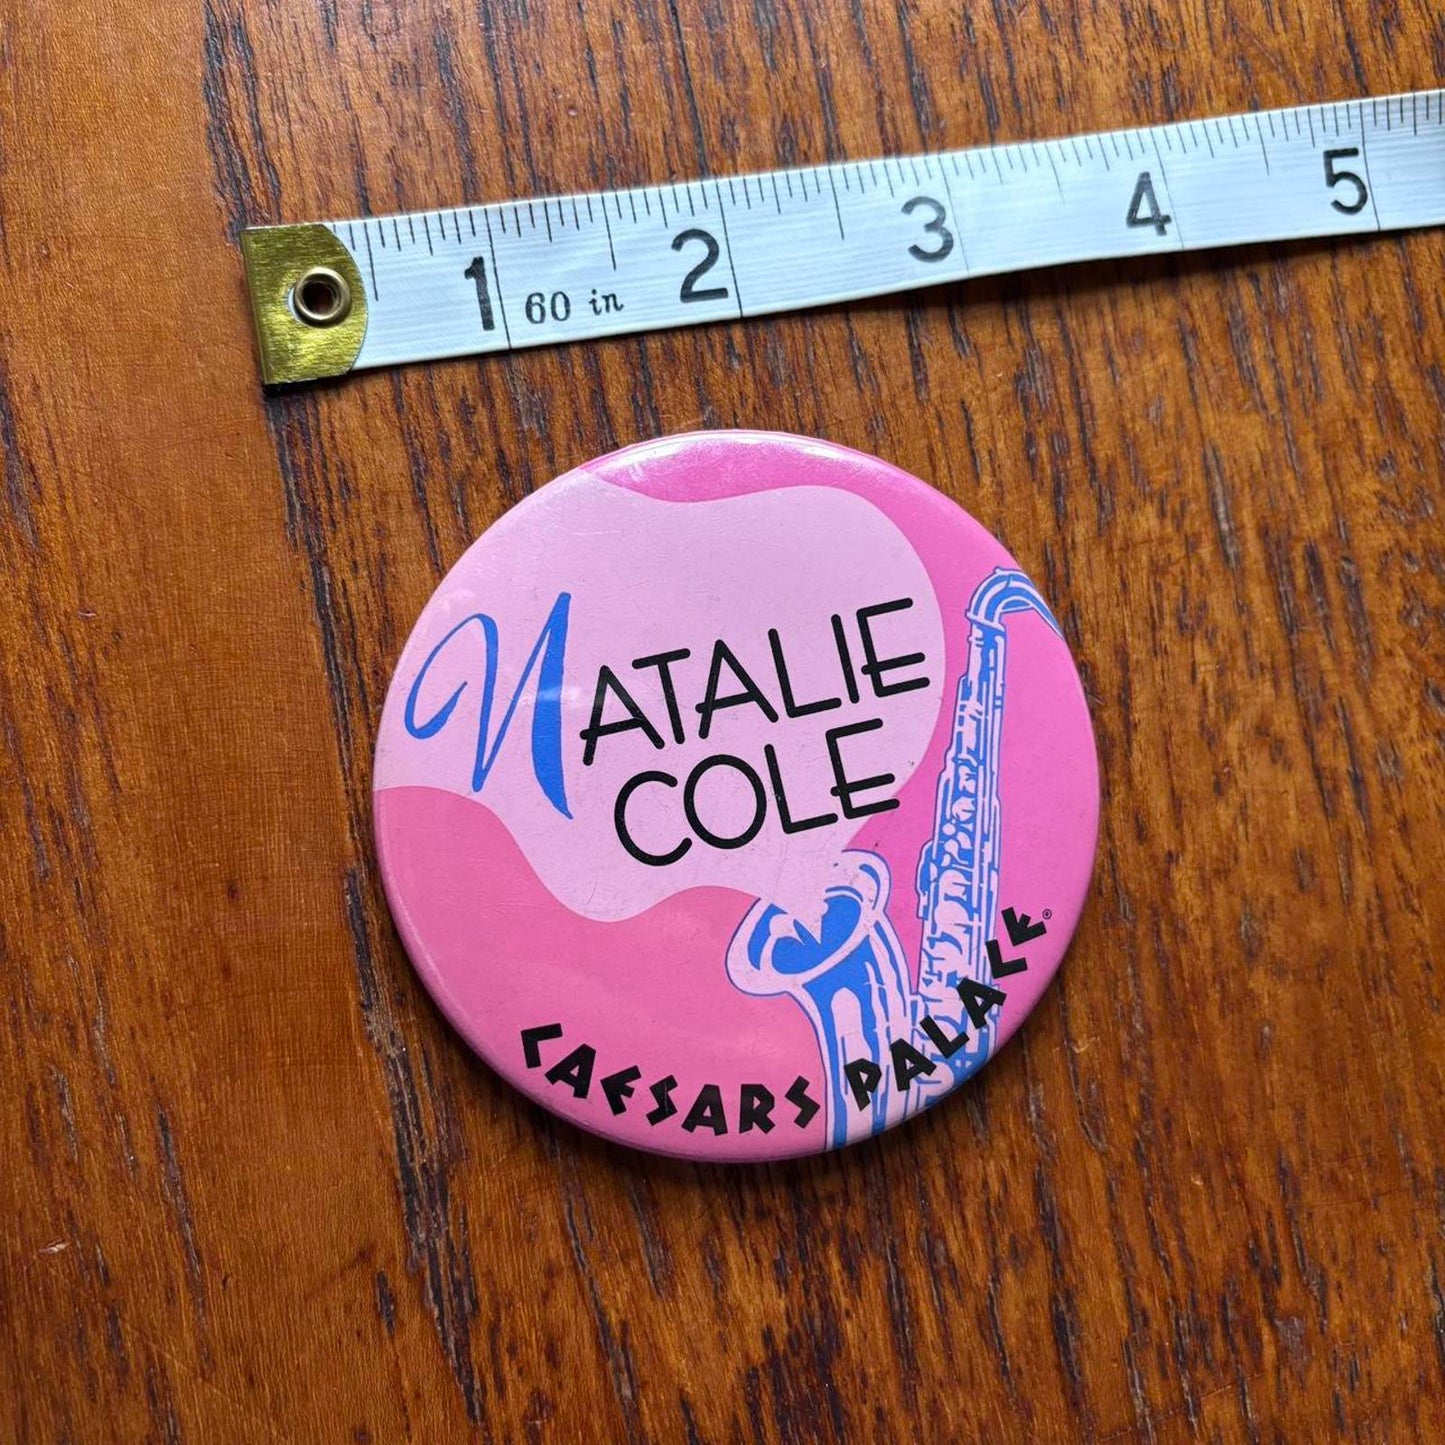 1 2 3 4 5
60 in
NATALIE
COLE
CAESARS PALACE®